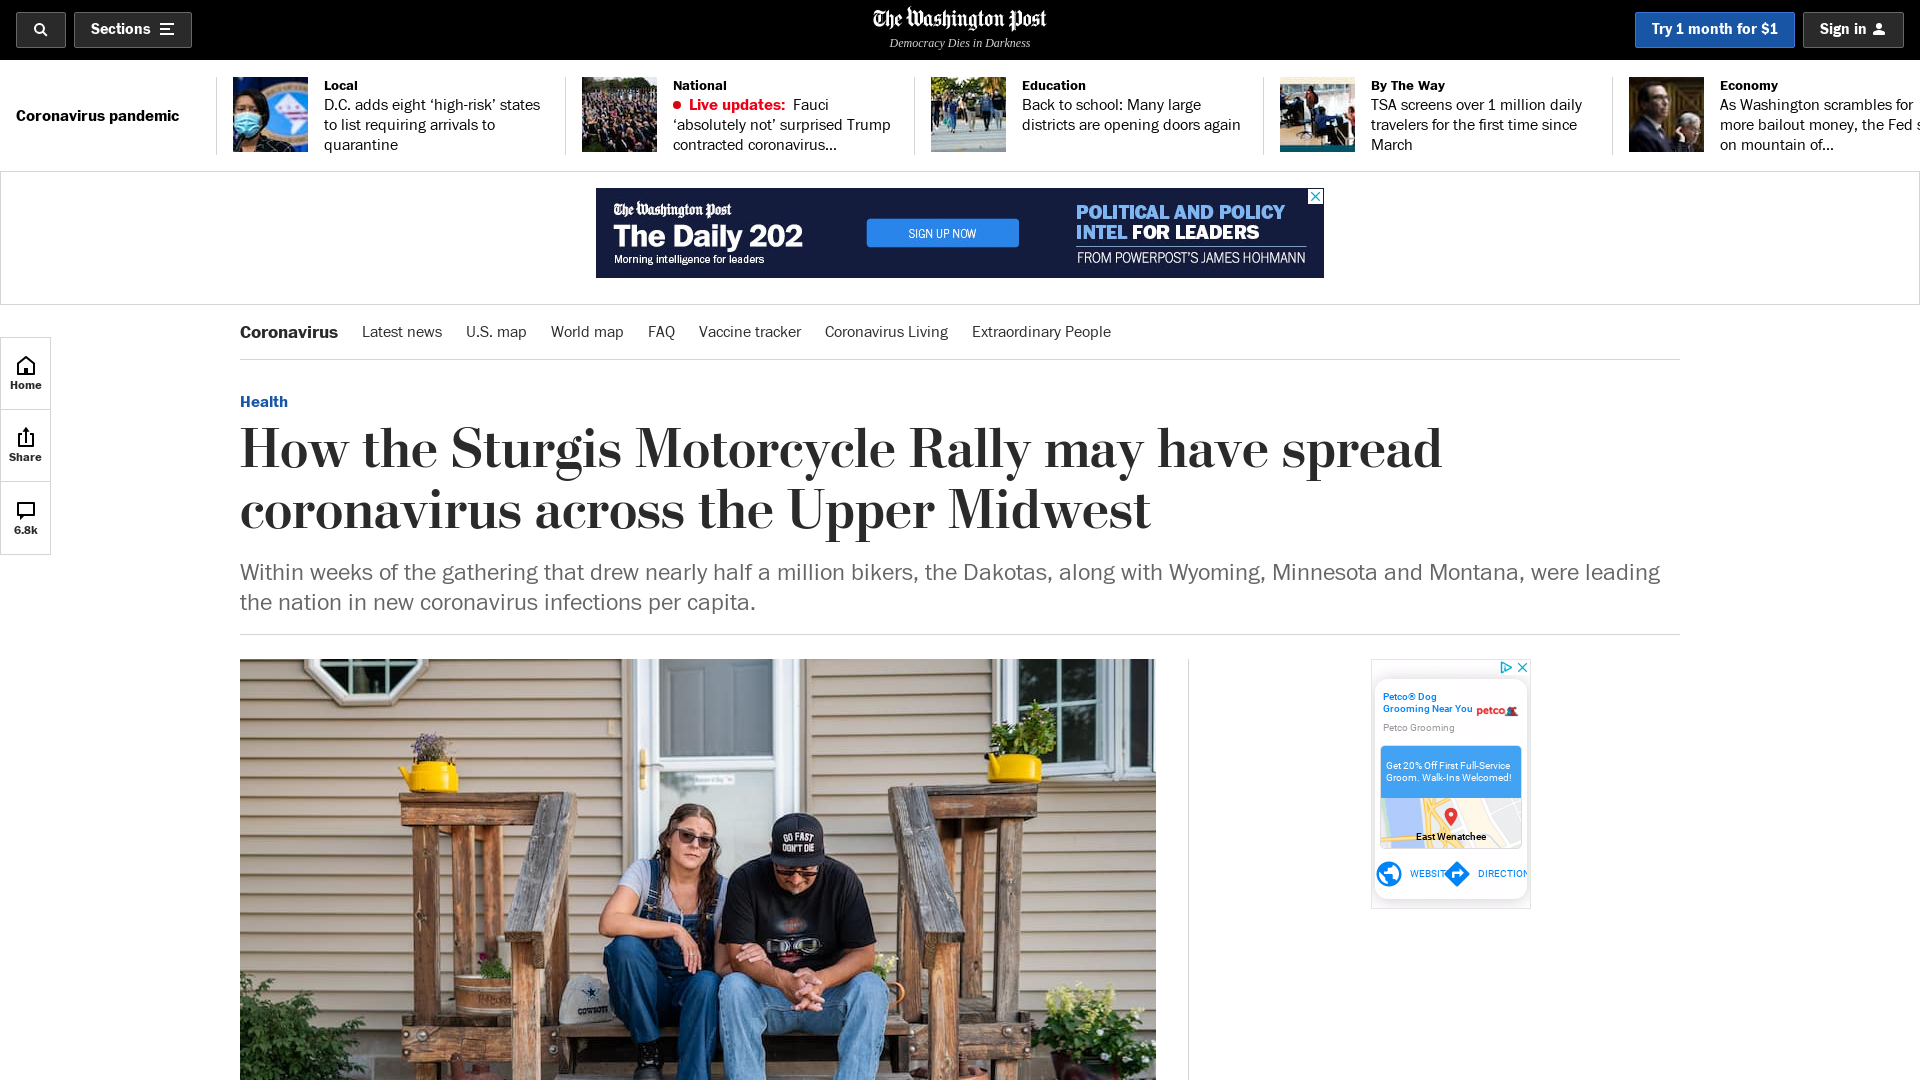 Sections
The Washington Post
Democracy Dies in Darkness
Try 1 month for $1
Sign in
Coronavirus pandemic
Local
D.C. adds eight ‘high-risk’ states
to list requiring arrivals to
quarantine
National
Live updates: Fauci
‘absolutely not’ surprised Trump
contracted coronavirus...
Education
Back to school: Many large
districts are opening doors again
By The Way
TSA screens over 1 million daily
travelers for the first time since
March
Economy
As Washington scrambles for
more bailout money, the Fed s
on mountain of...
The Washington Post
The Daily 202
Morning intelligence for leaders
SIGN UP NOW
POLITICAL AND POLICY
INTEL FOR LEADERS
FROM POWERPOST'S JAMES HOHMANN
Coronavirus
Latest news
U.S. map
World map
FAQ
Vaccine tracker
Coronavirus Living
Extraordinary People
Home
Share
6.8k
Health
How the Sturgis Motorcycle Rally may have spread
coronavirus across the Upper Midwest
Within weeks of the gathering that drew nearly half a million bikers, the Dakotas, along with Wyoming, Minnesota and Montana, were leading
the nation in new coronavirus infections per capita.
GO FAST
DON'T DIE
COWBOYS
Petco® Dog
Grooming Near You
petco
Petco Grooming
Get 20% Off First Full-Service
Groom. Walk-Ins Welcomed!
East Wenatchee
WEBSIT
DIRECTION